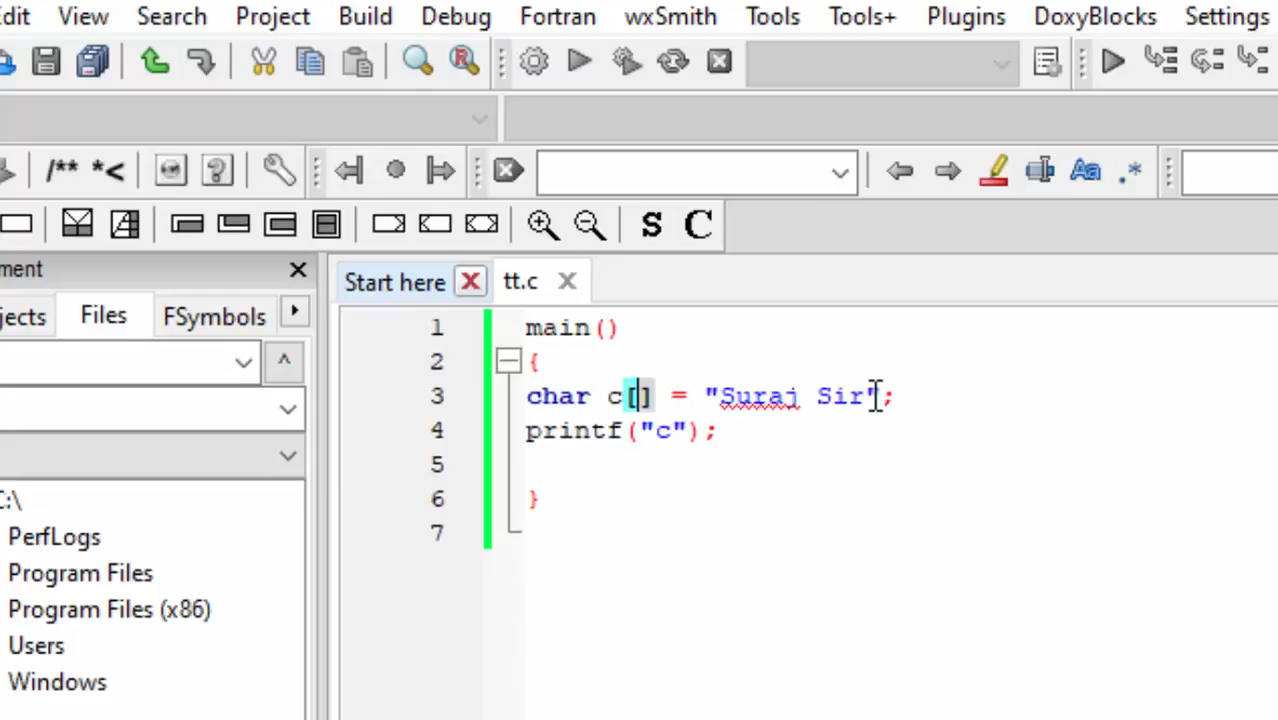 dit View Search Project Build Debug Fortran wxSmith Tools Tools+ Plugins DoxyBlocks Settings
/** *<
Aa .*
S C
ment
Start here tt.c
jects Files FSymbols
^
1 main()
2 {
3 char c[] = "Suraj Sir";
4 printf("c");
5
6 }
7
C:\
PerfLogs
Program Files
Program Files (x86)
Users
Windows